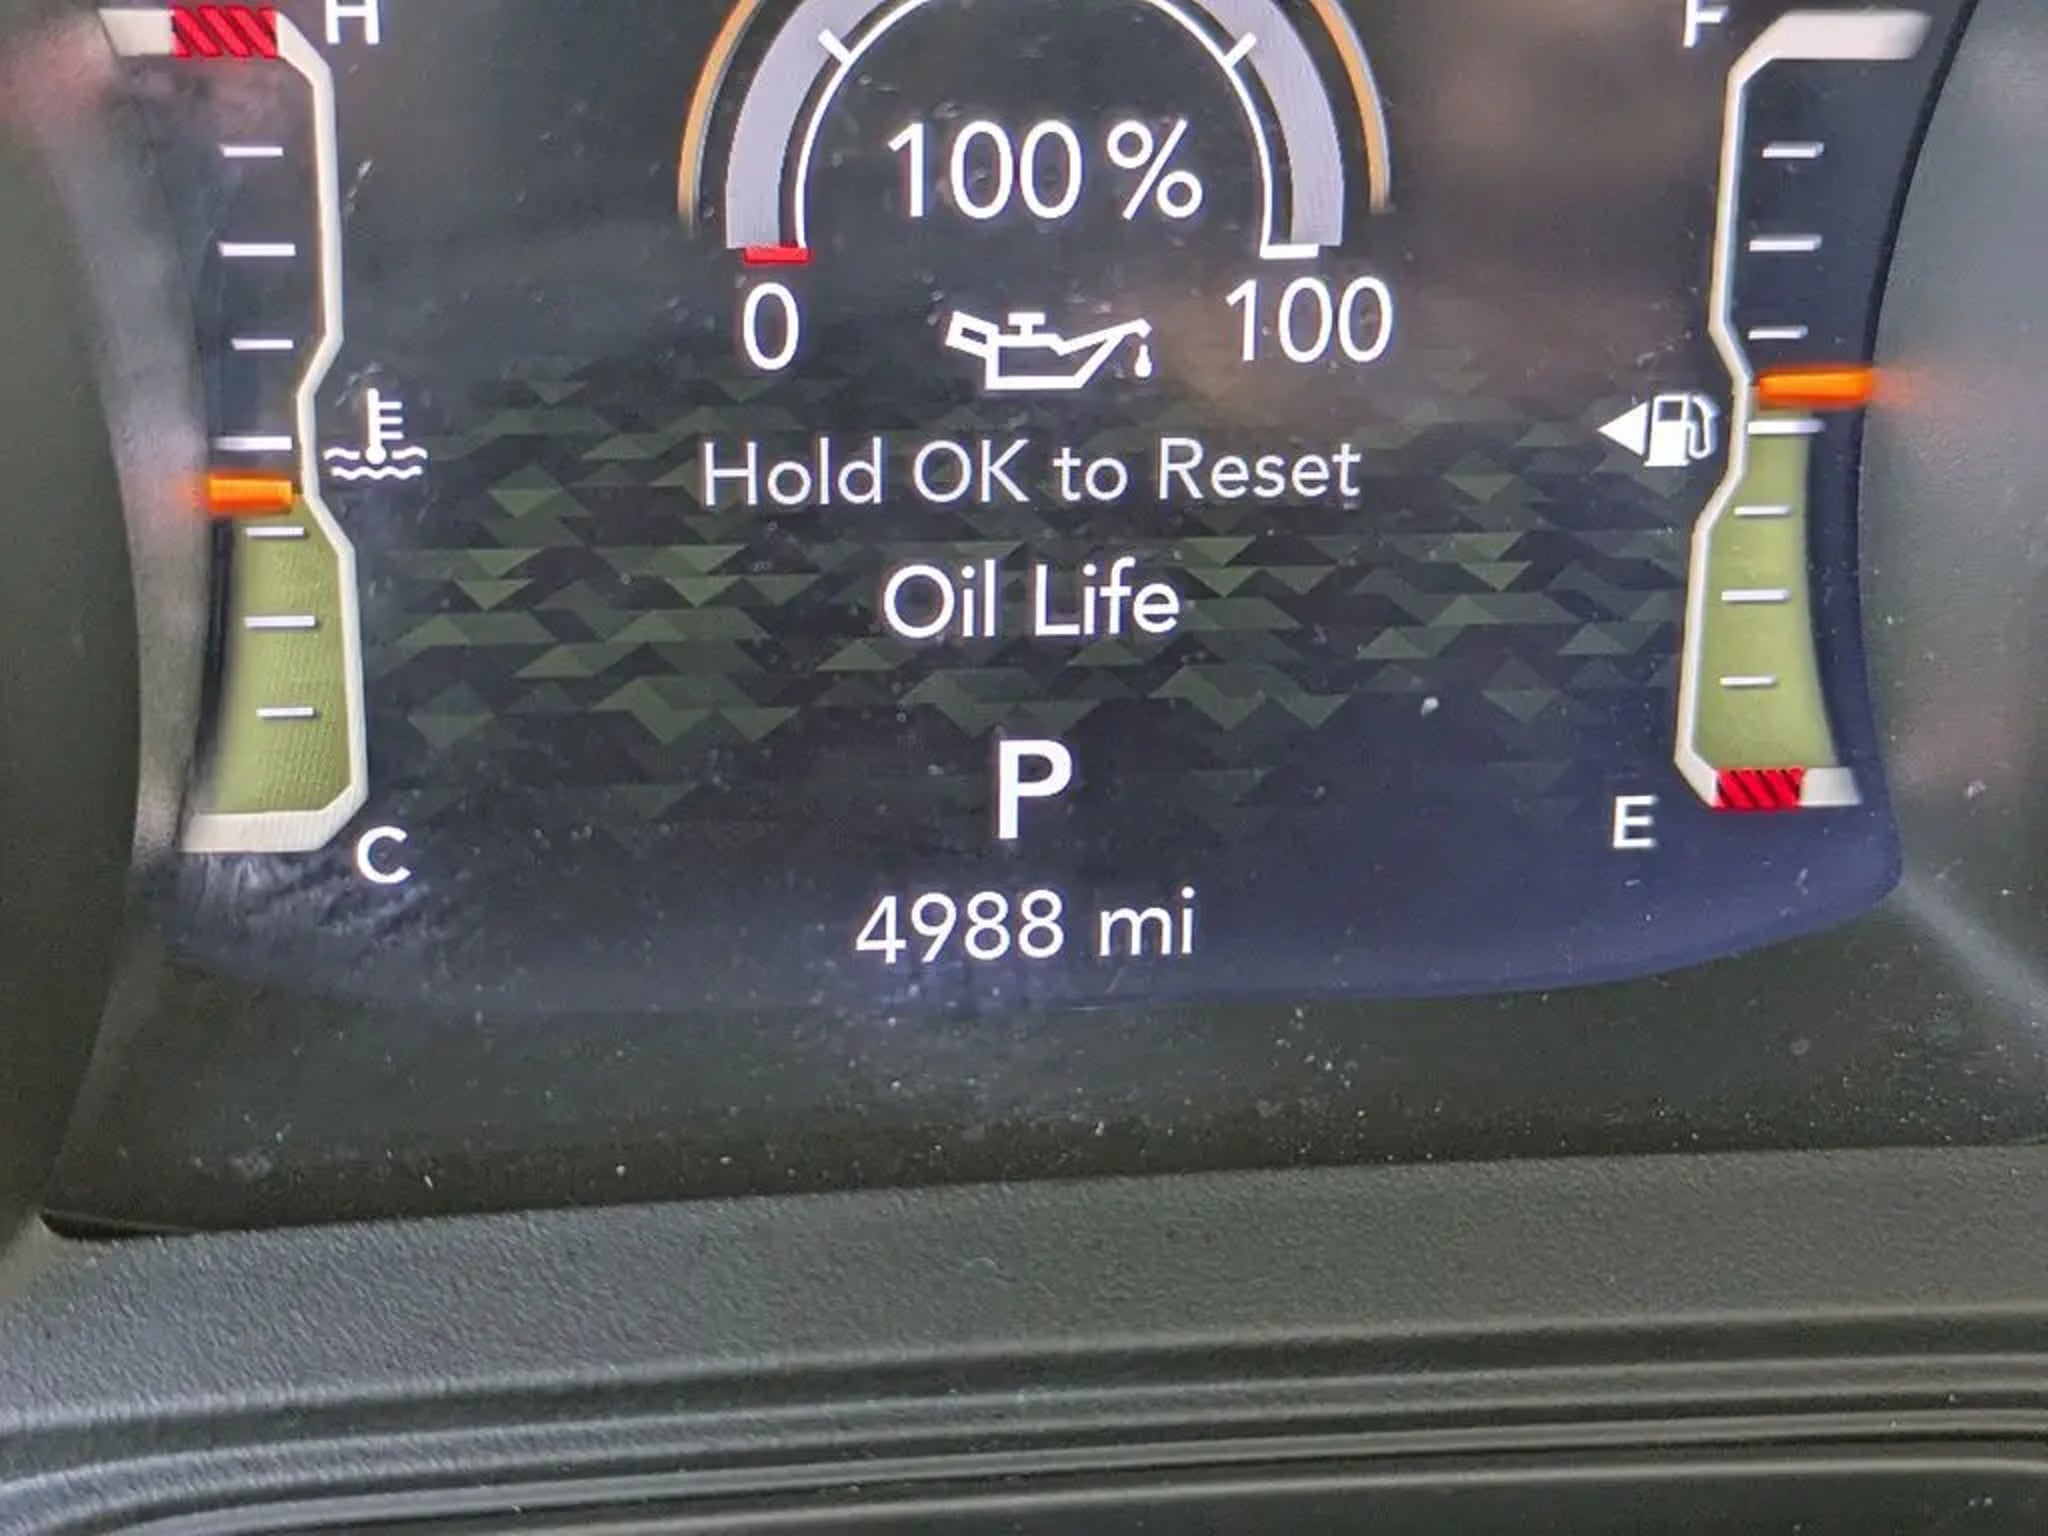 H
F
100 %
0
100
Hold OK to Reset
Oil Life
P
C
E
4988 mi